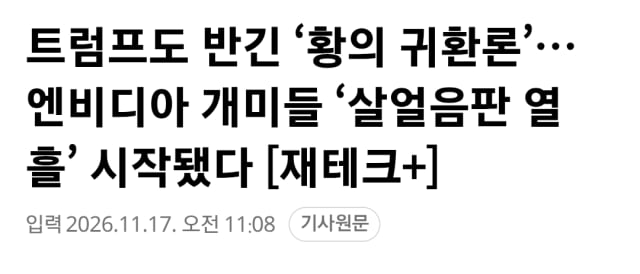 트럼프도 반긴 ‘황의 귀환론’…
엔비디아 개미들 ‘살얼음판 열
흘’ 시작됐다 [재테크+]
입력 2026.11.17. 오전 11:08 기사원문